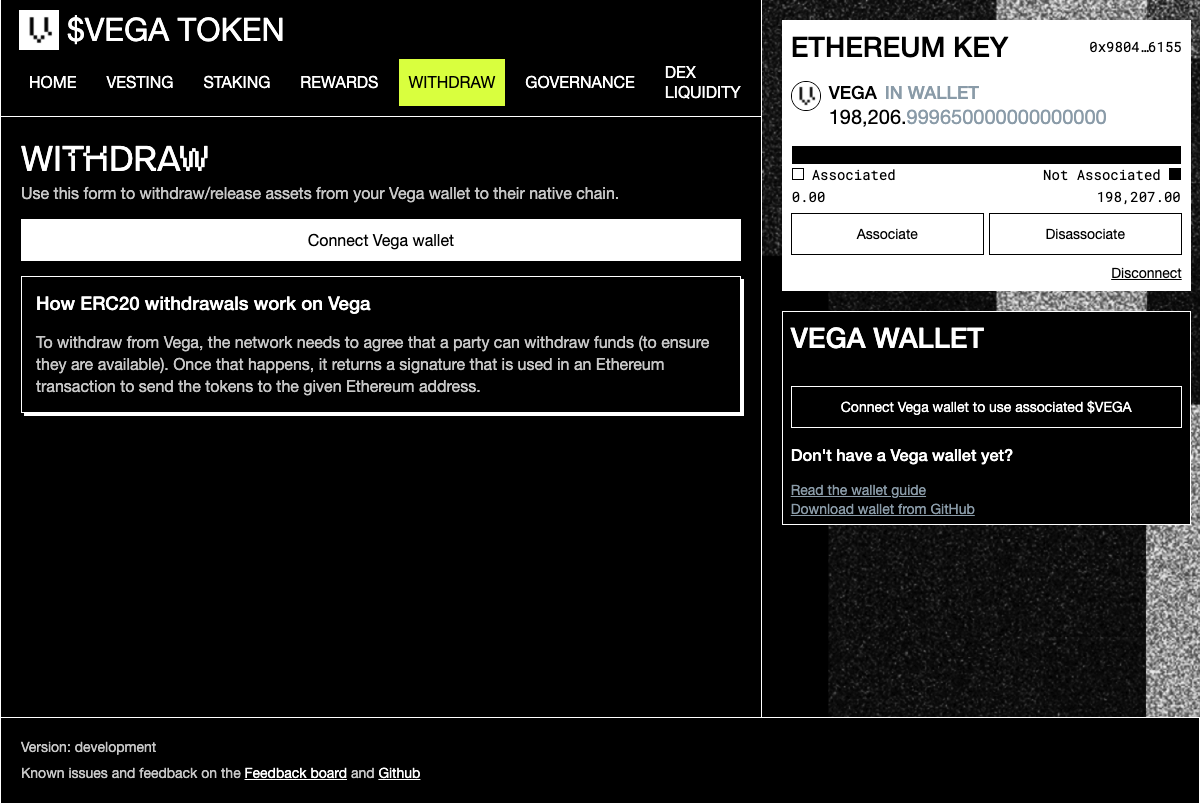 $VEGA TOKEN
HOME VESTING STAKING REWARDS WITHDRAW GOVERNANCE DEX LIQUIDITY
WITHDRAW
Use this form to withdraw/release assets from your Vega wallet to their native chain.
Connect Vega wallet
How ERC20 withdrawals work on Vega
To withdraw from Vega, the network needs to agree that a party can withdraw funds (to ensure
they are available). Once that happens, it returns a signature that is used in an Ethereum
transaction to send the tokens to the given Ethereum address.
ETHEREUM KEY 0x9804…6155
VEGA IN WALLET
198,206.999650000000000000
Associated Not Associated
0.00 198,207.00
Associate Disassociate
Disconnect
VEGA WALLET
Connect Vega wallet to use associated $VEGA
Don't have a Vega wallet yet?
Read the wallet guide
Download wallet from GitHub
Version: development
Known issues and feedback on the Feedback board and Github